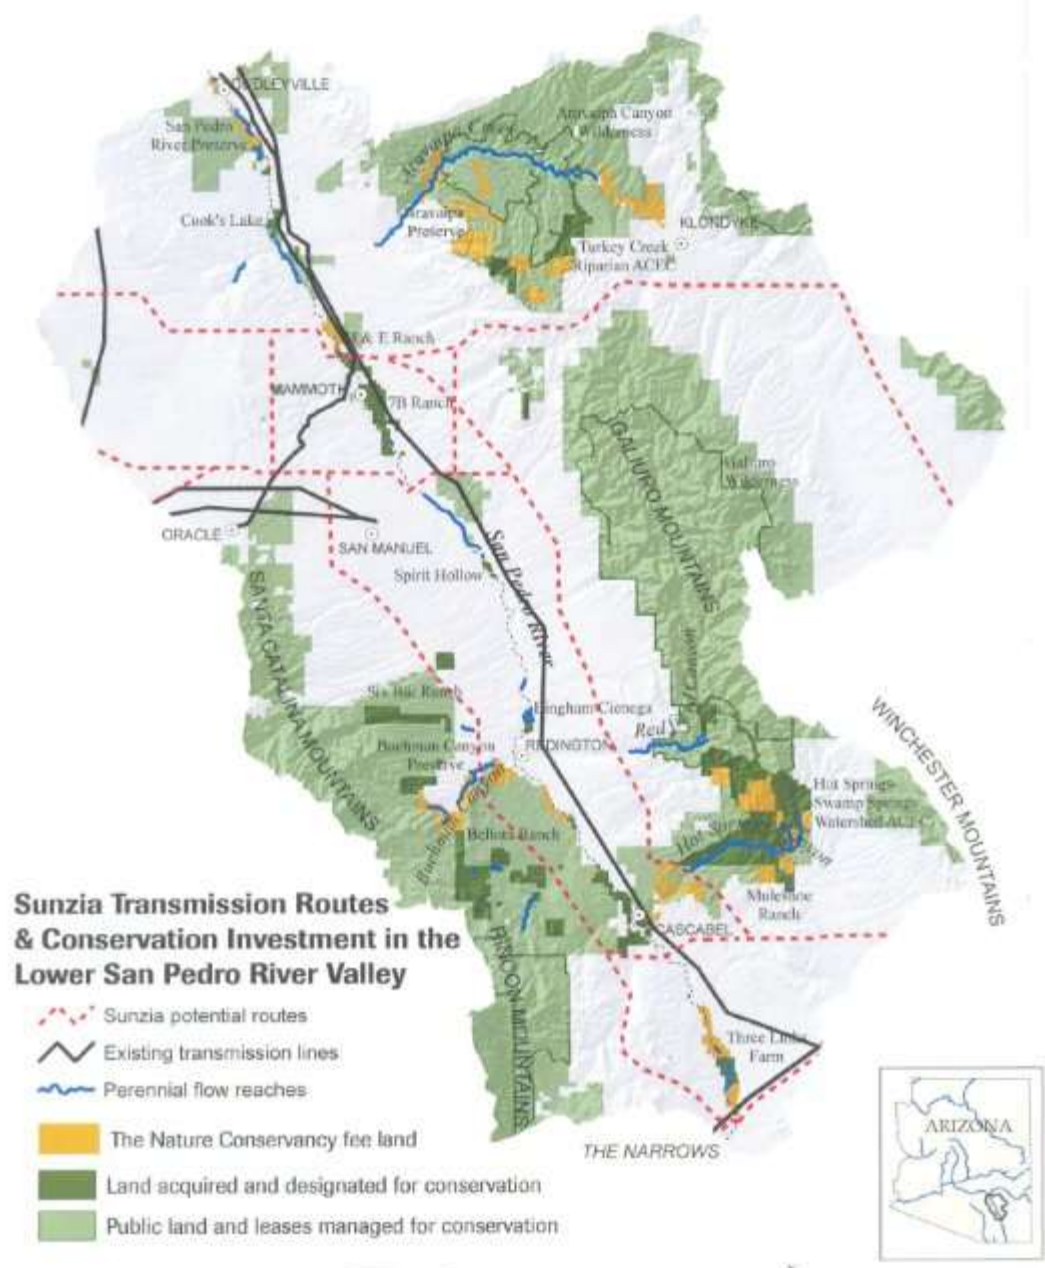 DUDLEYVILLE
Aravaipa Canyon
Wilderness
San Pedro
River Preserve
Aravaipa Creek
Cook's Lake
Aravaipa
Preserve
KLONDYKE
Turkey Creek
Riparian ACEC
& E Ranch
MAMMOTH
7B Ranch
GALIURO MOUNTAINS
Galiuro
Wilderness
ORACLE
SAN MANUEL
San Pedro River
Spirit Hollow
SANTA CATALINA MOUNTAINS
Six Bar Ranch
Bingham Cienega
Redfield Canyon
WINCHESTER MOUNTAINS
Buehman Canyon
Preserve
REDINGTON
Hot Springs
Swamp Springs
Watershed ACEC
Buehman Canyon
Bellota Ranch
Hot Springs Canyon
Muleshoe
Ranch
Sunzia Transmission Routes
& Conservation Investment in the
Lower San Pedro River Valley
CASCABEL
RINCON MOUNTAINS
Sunzia potential routes
Existing transmission lines
Perennial flow reaches
Three Links
Farm
The Nature Conservancy fee land
THE NARROWS
ARIZONA
Land acquired and designated for conservation
Public land and leases managed for conservation